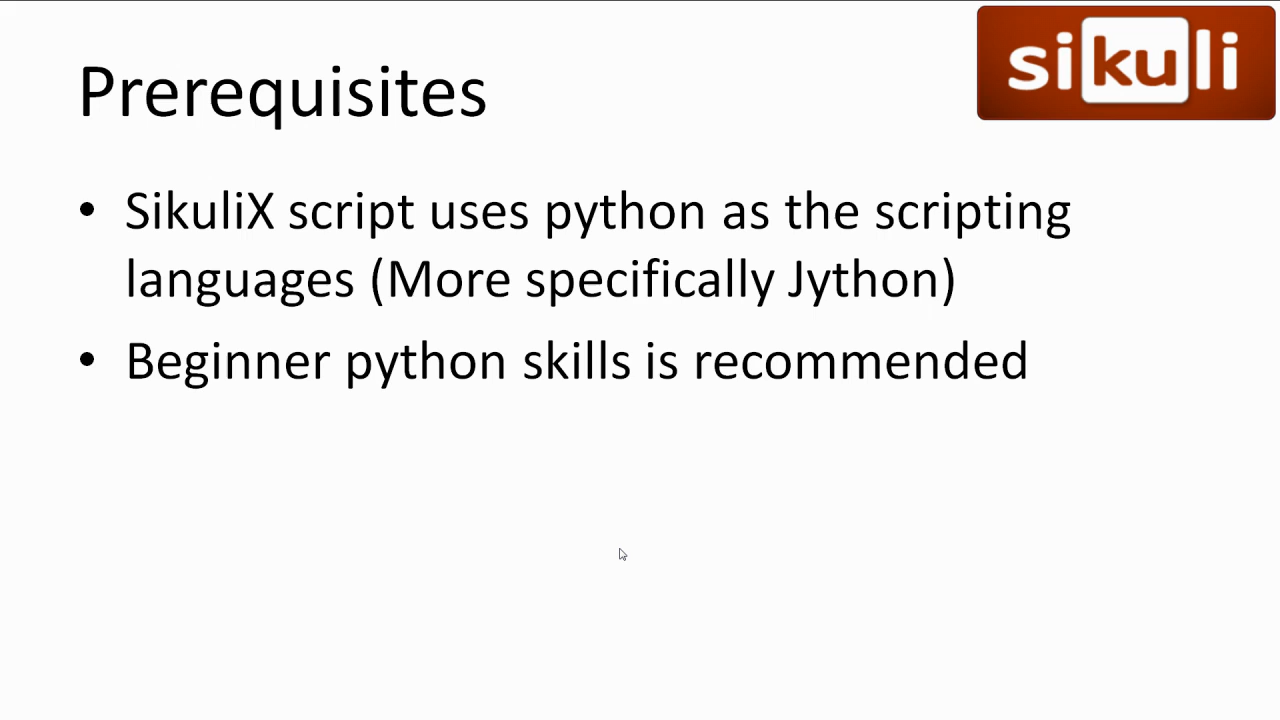 sikuli
Prerequisites
• SikuliX script uses python as the scripting
languages (More specifically Jython)
• Beginner python skills is recommended